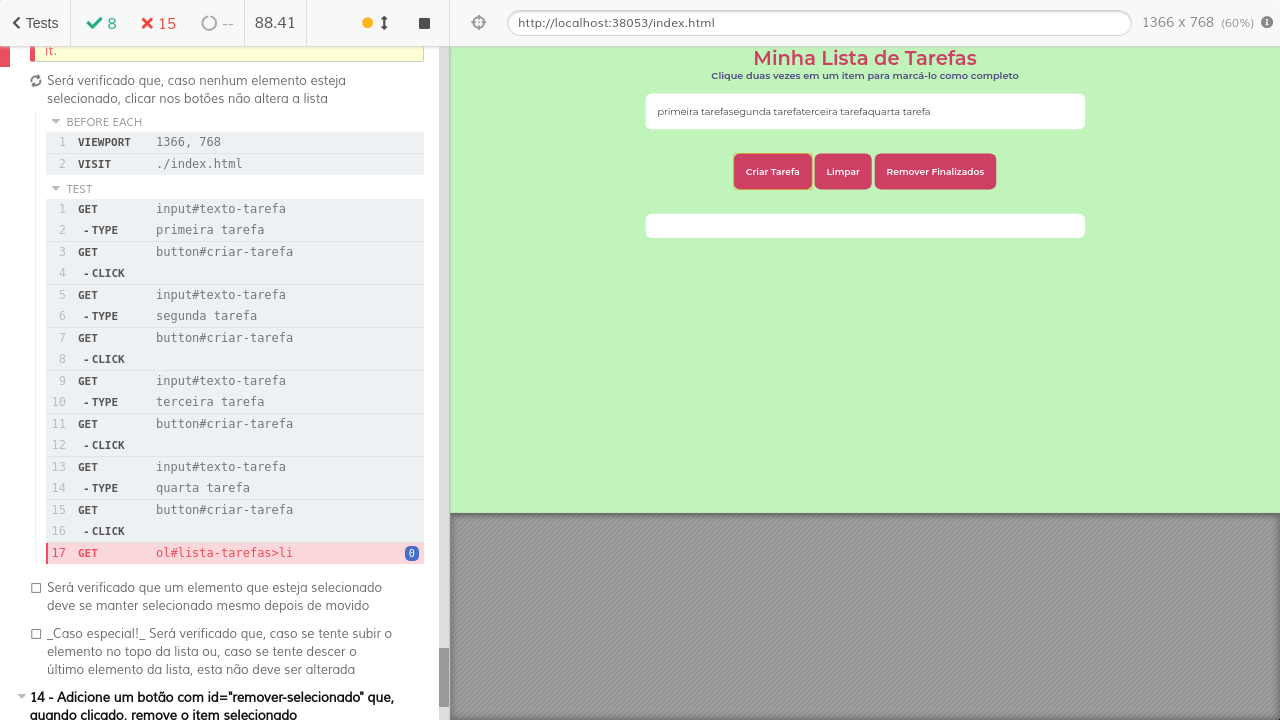 Tests
8
15
--
88.41
http://localhost:38053/index.html
1366 x 768 (60%)
it.
Será verificado que, caso nenhum elemento esteja
selecionado, clicar nos botões não altera a lista
BEFORE EACH
1 VIEWPORT 1366, 768
2 VISIT ./index.html
TEST
1 GET input#texto-tarefa
2 -TYPE primeira tarefa
3 GET button#criar-tarefa
4 -CLICK
5 GET input#texto-tarefa
6 -TYPE segunda tarefa
7 GET button#criar-tarefa
8 -CLICK
9 GET input#texto-tarefa
10 -TYPE terceira tarefa
11 GET button#criar-tarefa
12 -CLICK
13 GET input#texto-tarefa
14 -TYPE quarta tarefa
15 GET button#criar-tarefa
16 -CLICK
17 GET ol#lista-tarefas>li 0
Será verificado que um elemento que esteja selecionado
deve se manter selecionado mesmo depois de movido
_Caso especial!_ Será verificado que, caso se tente subir o
elemento no topo da lista ou, caso se tente descer o
último elemento da lista, esta não deve ser alterada
14 - Adicione um botão com id="remover-selecionado" que,
quando clicado, remove o item selecionado
Minha Lista de Tarefas
Clique duas vezes em um item para marcá-lo como completo
primeira tarefasegunda tarefaterceira tarefaquarta tarefa
Criar Tarefa
Limpar
Remover Finalizados